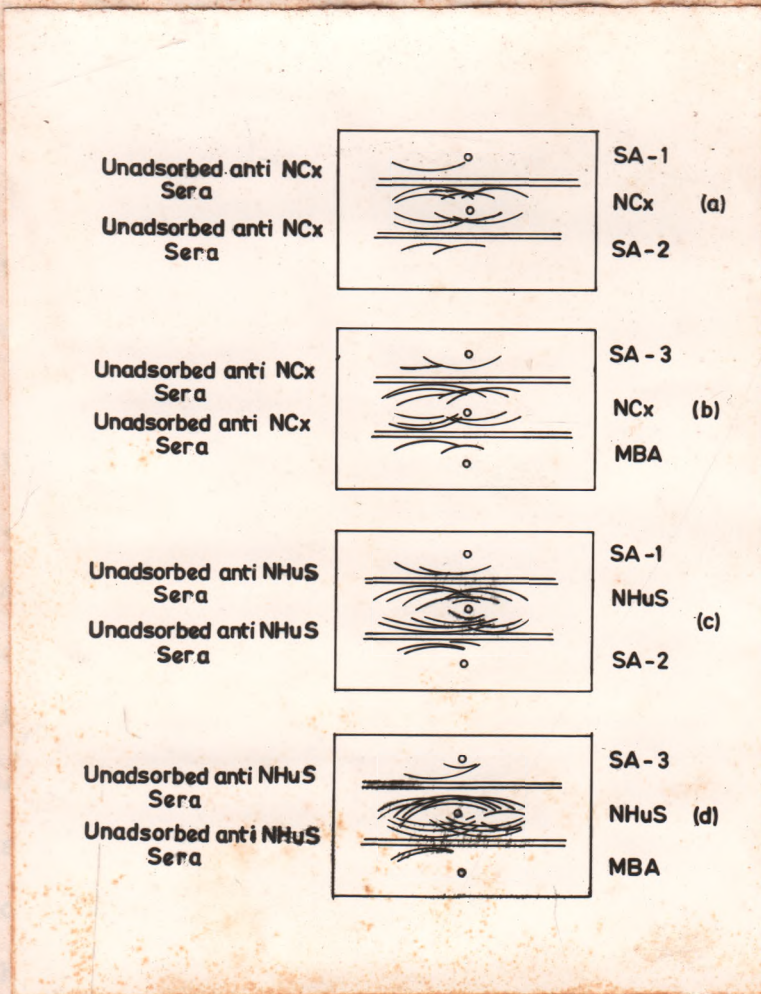 Unadsorbed anti NCx
Sera
Unadsorbed anti NCx
Sera
SA-1
NCx (a)
SA-2
Unadsorbed anti NCx
Sera
Unadsorbed anti NCx
Sera
SA-3
NCx (b)
MBA
Unadsorbed anti NHuS
Sera
Unadsorbed anti NHuS
Sera
SA-1
NHuS
(c)
SA-2
Unadsorbed anti NHuS
Sera
Unadsorbed anti NHuS
Sera
SA-3
NHuS (d)
MBA